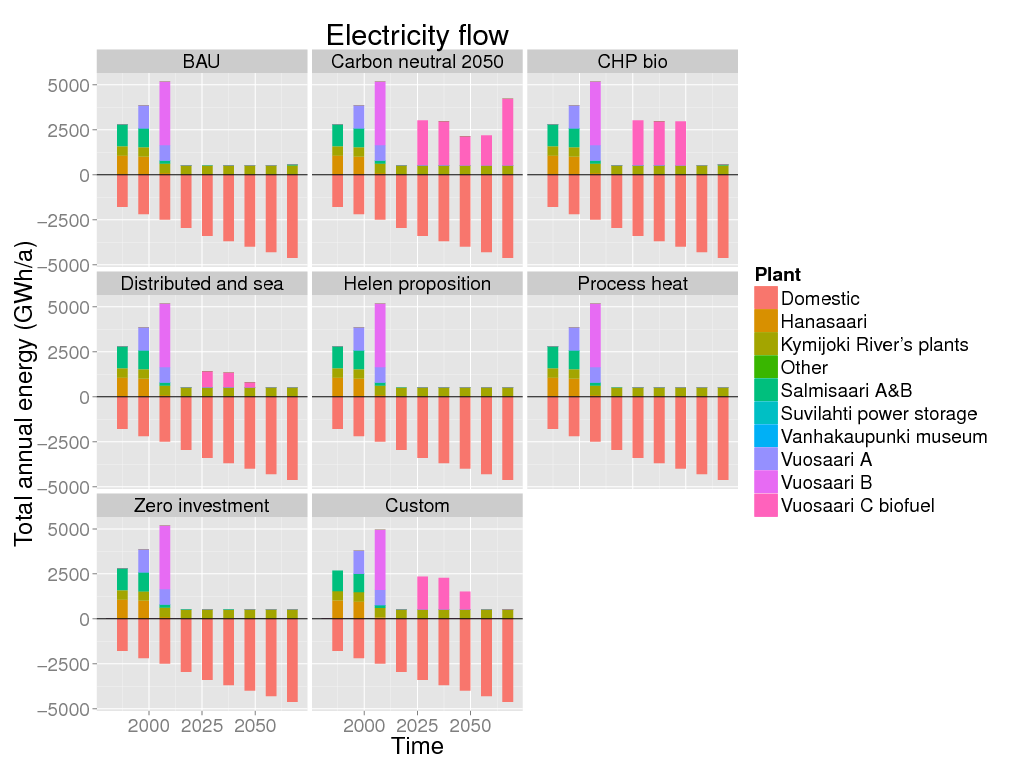 Electricity flow
BAU
Carbon neutral 2050
CHP bio
5000
2500
0
−2500
−5000
Distributed and sea
Helen proposition
Process heat
5000
2500
0
−2500
−5000
Zero investment
Custom
5000
2500
0
−2500
−5000
2000 2025 2050
2000 2025 2050
Time
Total annual energy (GWh/a)
Plant
Domestic
Hanasaari
Kymijoki River's plants
Other
Salmisaari A&B
Suvilahti power storage
Vanhakaupunki museum
Vuosaari A
Vuosaari B
Vuosaari C biofuel